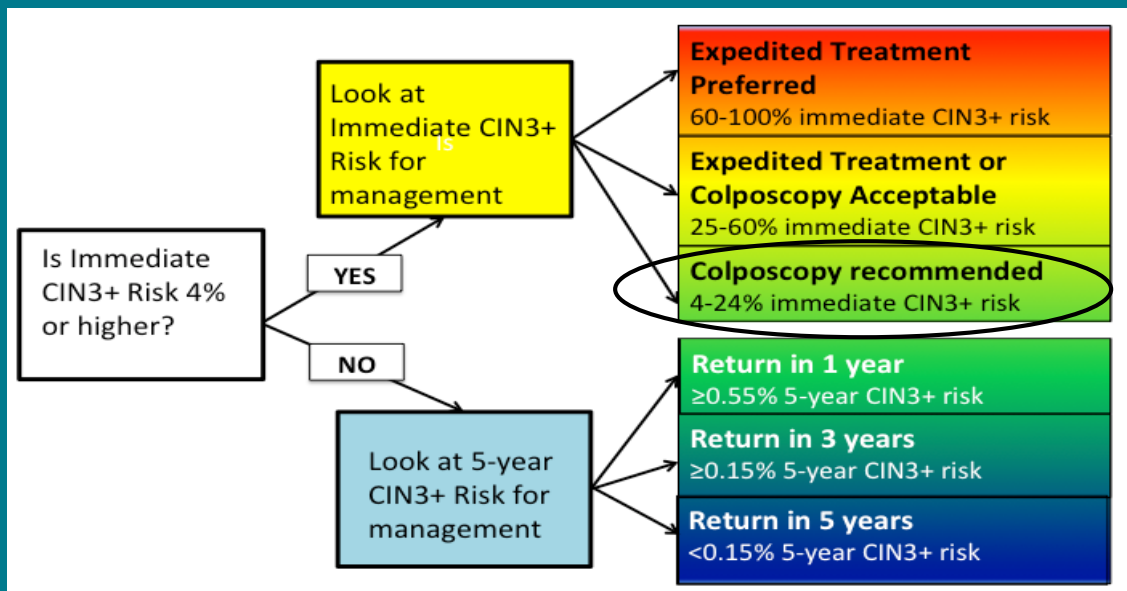 Is Immediate
CIN3+ Risk 4%
or higher?
YES
NO
Look at
Immediate CIN3+
Risk for
management
is
Look at 5-year
CIN3+ Risk for
management
Expedited Treatment
Preferred
60-100% immediate CIN3+ risk
Expedited Treatment or
Colposcopy Acceptable
25-60% immediate CIN3+ risk
Colposcopy recommended
4-24% immediate CIN3+ risk
Return in 1 year
≥0.55% 5-year CIN3+ risk
Return in 3 years
≥0.15% 5-year CIN3+ risk
Return in 5 years
<0.15% 5-year CIN3+ risk